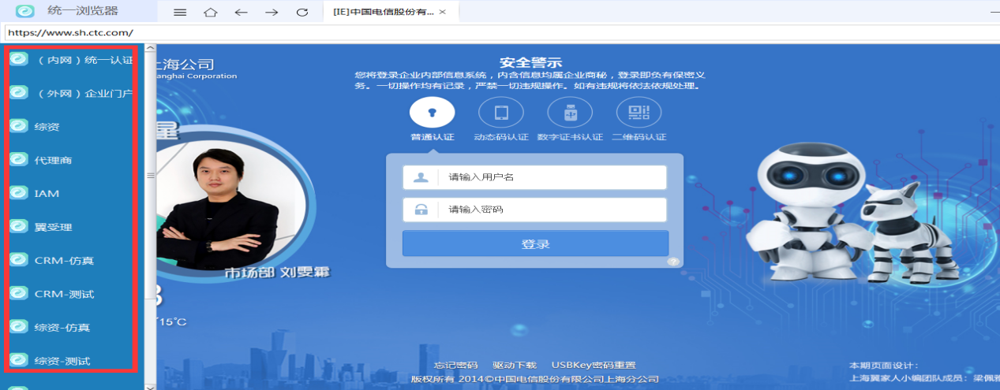 统一浏览器
[IE]中国电信股份有...
https://www.sh.ctc.com/
（内网）统一认证
（外网）企业门户
综资
代理商
IAM
翼受理
CRM-仿真
CRM-测试
综资-仿真
综资-测试
上海公司
anghai Corporation
星
市场部 刘雯霏
15℃
安全警示
您将登录企业内部信息系统，内含信息均属企业商秘，登录即负有保密义
务。一切操作均有记录，严禁一切违规操作。如有违规将依法依规处理。
普通认证 动态码认证 数字证书认证 二维码认证
请输入用户名
请输入密码
登录
?
忘记密码 驱动下载 USBKey密码重置
版权所有 2014©中国电信股份有限公司上海分公司
本期页面设计：
上海翼家人小编团队成员：梁佩雅